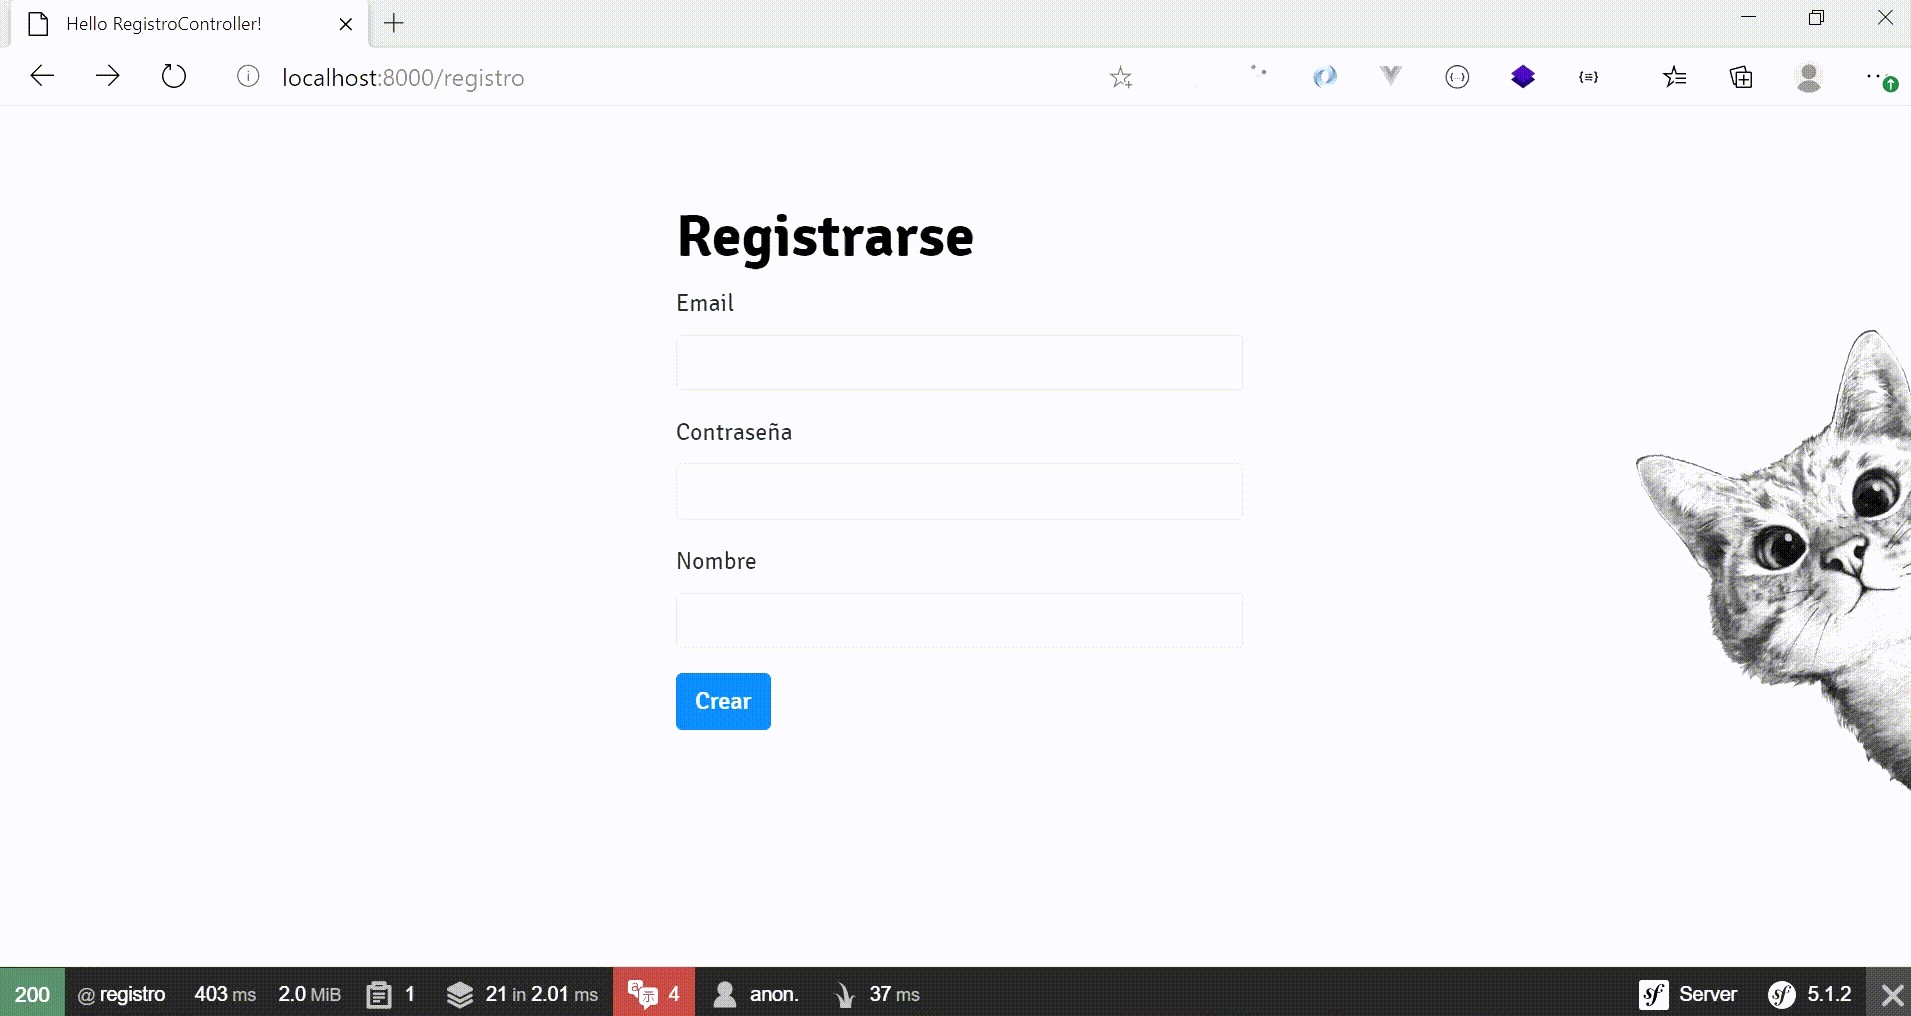 Hello RegistroController!
localhost:8000/registro
Registrarse
Email
Contraseña
Nombre
Crear
200 @ registro 403 ms 2.0 MiB 1 21 in 2.01 ms 4 anon. 37 ms Server 5.1.2